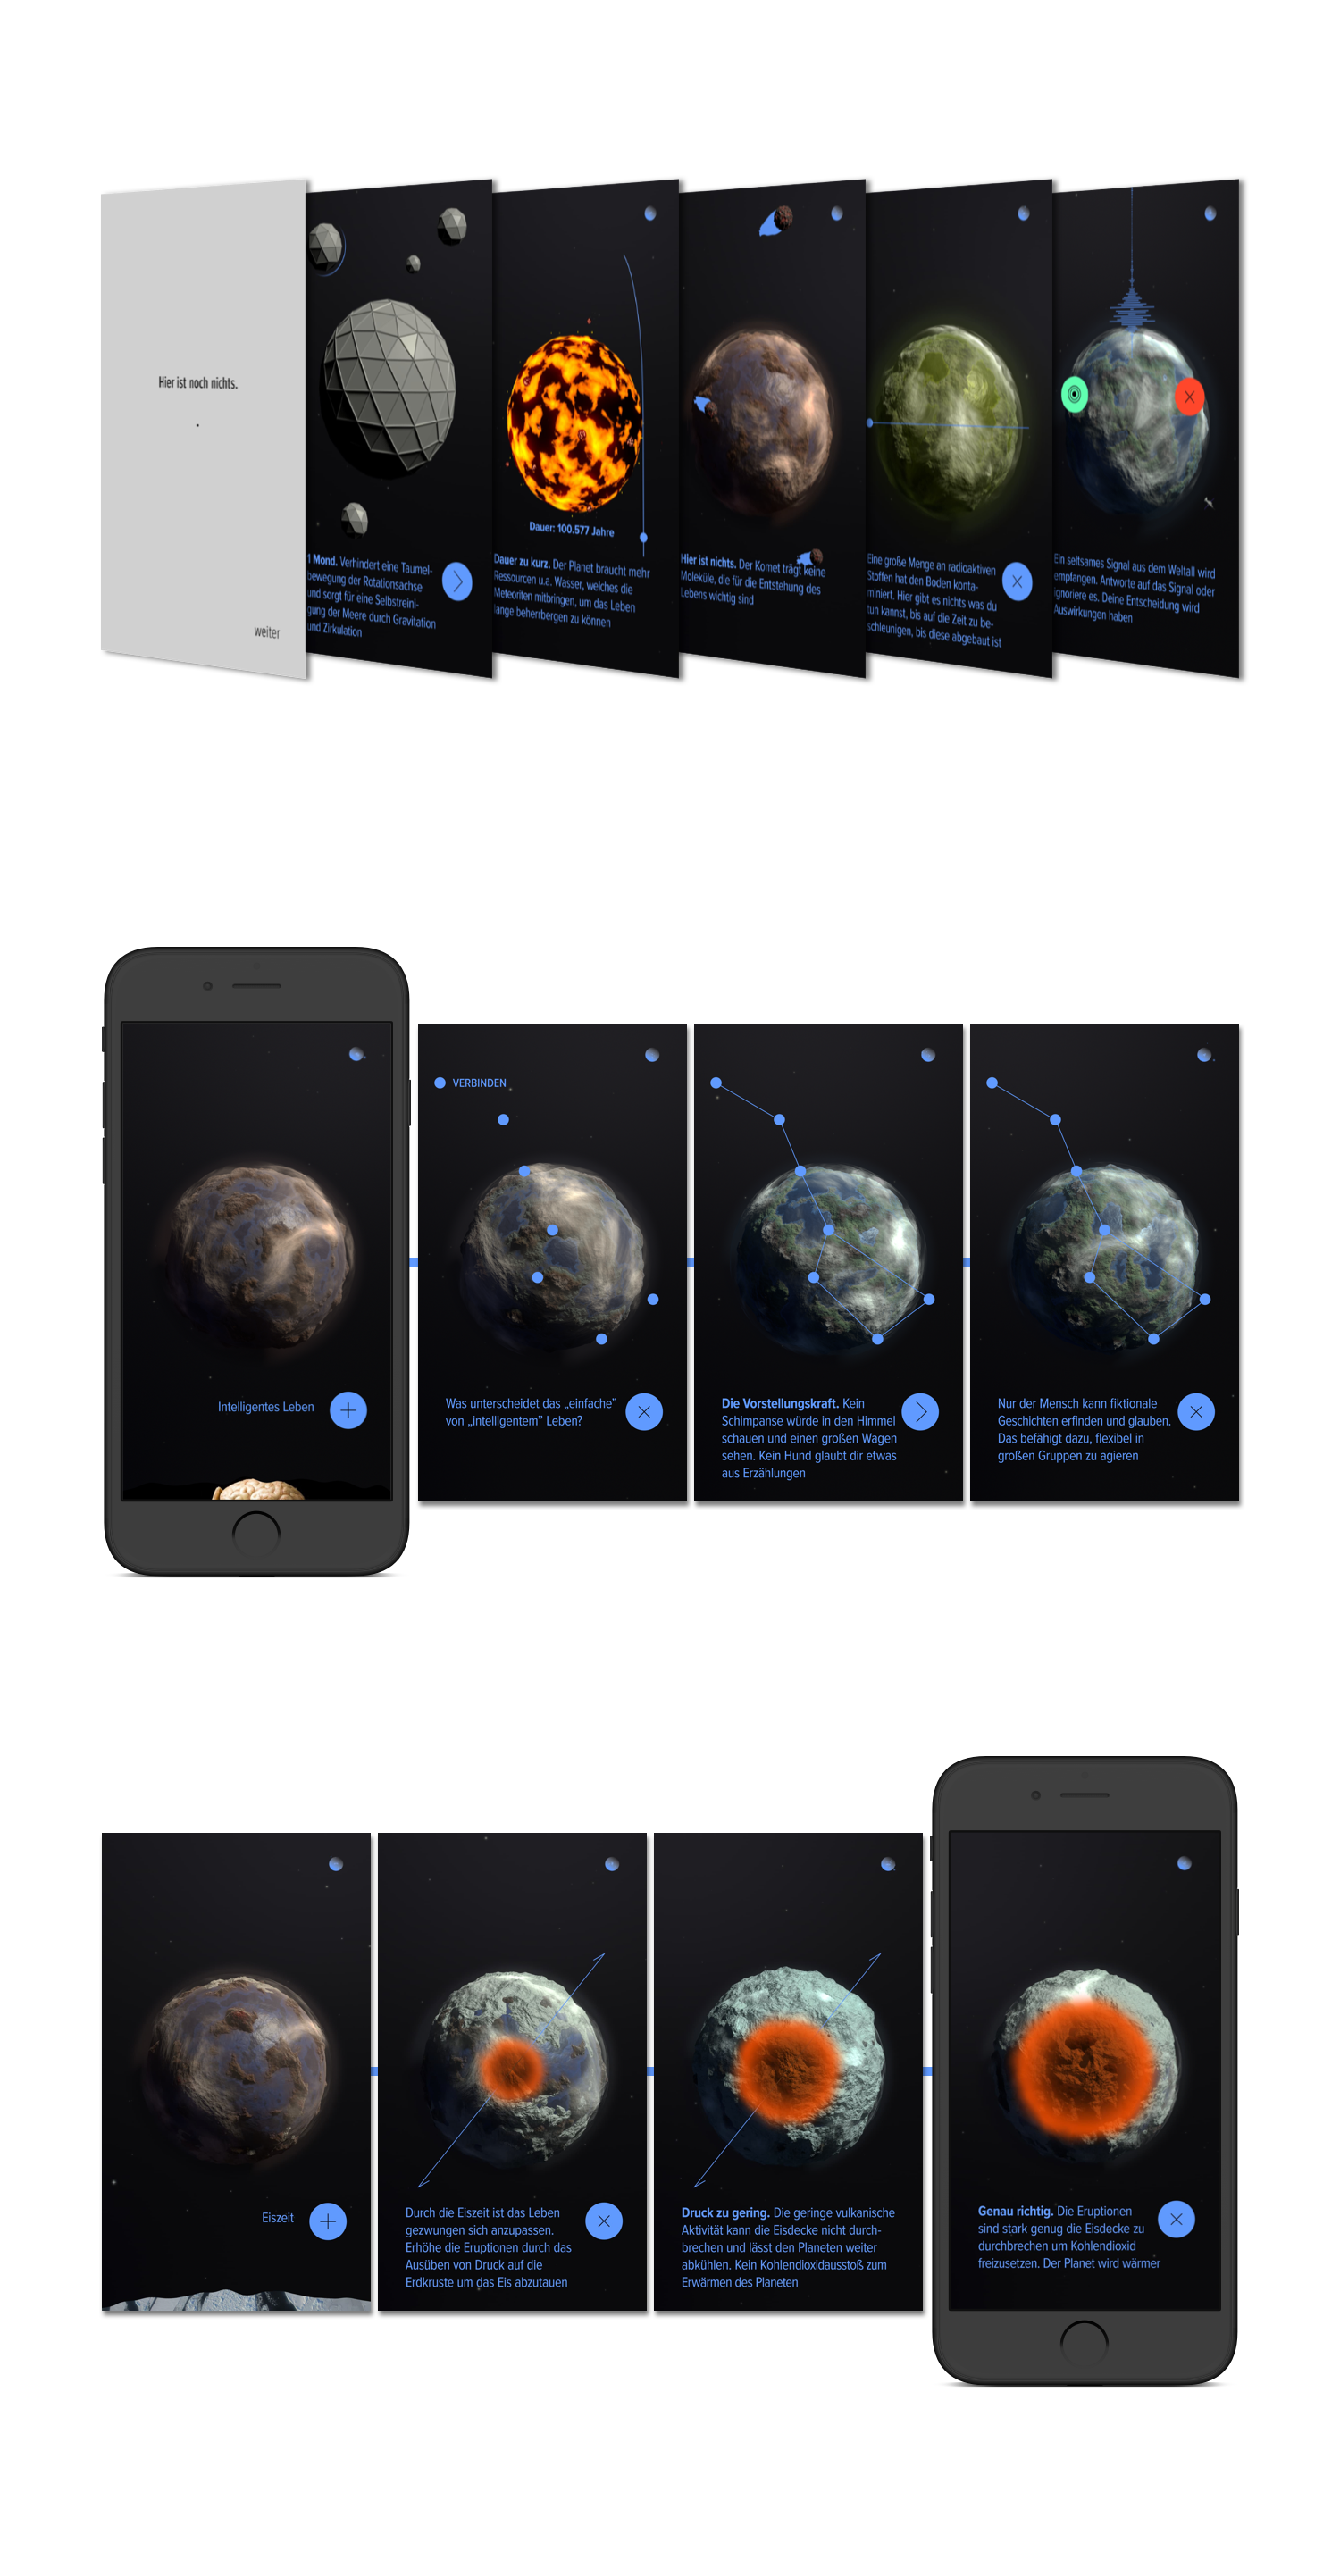 Hier ist noch nichts.
weiter
1 Mond. Verhindert eine Taumel-
bewegung der Rotationsachse
und sorgt für eine Selbstreini-
gung der Meere durch Gravitation
und Zirkulation
Dauer: 100.577 Jahre
Dauer zu kurz. Der Planet braucht mehr
Ressourcen u.a. Wasser, welches die
Meteoriten mitbringen, um das Leben
lange beherrbergen zu können
Hier ist nichts. Der Komet trägt keine
Moleküle, die für die Entstehung des
Lebens wichtig sind
Eine große Menge an radioaktiven
Stoffen hat den Boden konta-
miniert. Hier gibt es nichts was du
tun kannst, bis auf die Zeit zu be-
schleunigen, bis diese abgebaut ist
Ein seltsames Signal aus dem Weltall wird
empfangen. Antworte auf das Signal oder
ignoriere es. Deine Entscheidung wird
Auswirkungen haben
Intelligentes Leben
VERBINDEN
Was unterscheidet das „einfache”
von „intelligentem” Leben?
Die Vorstellungskraft. Kein
Schimpanse würde in den Himmel
schauen und einen großen Wagen
sehen. Kein Hund glaubt dir etwas
aus Erzählungen
Nur der Mensch kann fiktionale
Geschichten erfinden und glauben.
Das befähigt dazu, flexibel in
großen Gruppen zu agieren
Eiszeit
Durch die Eiszeit ist das Leben
gezwungen sich anzupassen.
Erhöhe die Eruptionen durch das
Ausüben von Druck auf die
Erdkruste um das Eis abzutauen
Druck zu gering. Die geringe vulkanische
Aktivität kann die Eisdecke nicht durch-
brechen und lässt den Planeten weiter
abkühlen. Kein Kohlendioxidausstoß zum
Erwärmen des Planeten
Genau richtig. Die Eruptionen
sind stark genug die Eisdecke zu
durchbrechen um Kohlendioxid
freizusetzen. Der Planet wird wärmer